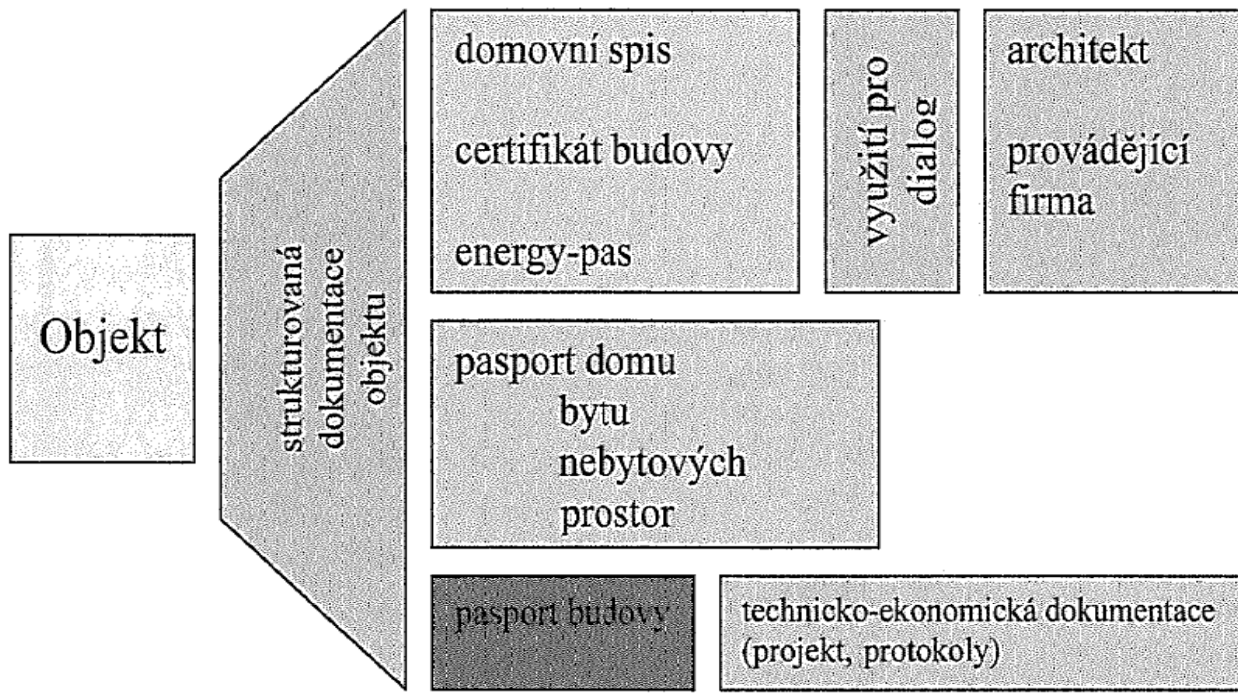 Objekt
strukturovaná
dokumentace
objektu
domovní spis
certifikát budovy
energy-pas
využití pro
dialog
architekt
provádějící
firma
pasport domu
bytu
nebytových
prostor
pasport budovy
technicko-ekonomická dokumentace
(projekt, protokoly)